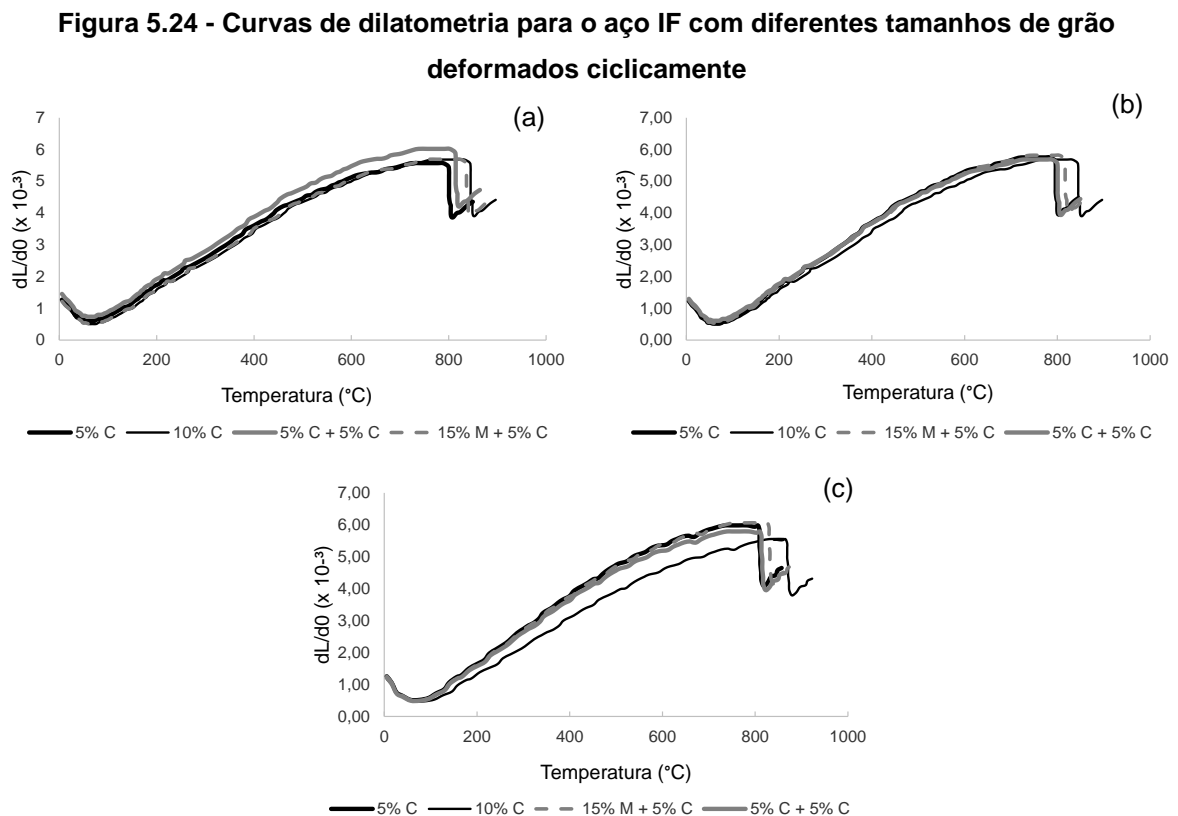 Figura 5.24 - Curvas de dilatometria para o aço IF com diferentes tamanhos de grão
deformados ciclicamente
(a)
7
6
5
4
3
2
1
0
dL/d0 (x 10-³)
0 200 400 600 800 1000
Temperatura (°C)
5% C 10% C 5% C + 5% C 15% M + 5% C
(b)
7,00
6,00
5,00
4,00
3,00
2,00
1,00
0,00
dL/d0 (x 10-³)
0 200 400 600 800 1000
Temperatura (°C)
5% C 10% C 15% M + 5% C 5% C + 5% C
(c)
7,00
6,00
5,00
4,00
3,00
2,00
1,00
0,00
dL/d0 (x 10-³)
0 200 400 600 800 1000
Temperatura (°C)
5% C 10% C 15% M + 5% C 5% C + 5% C